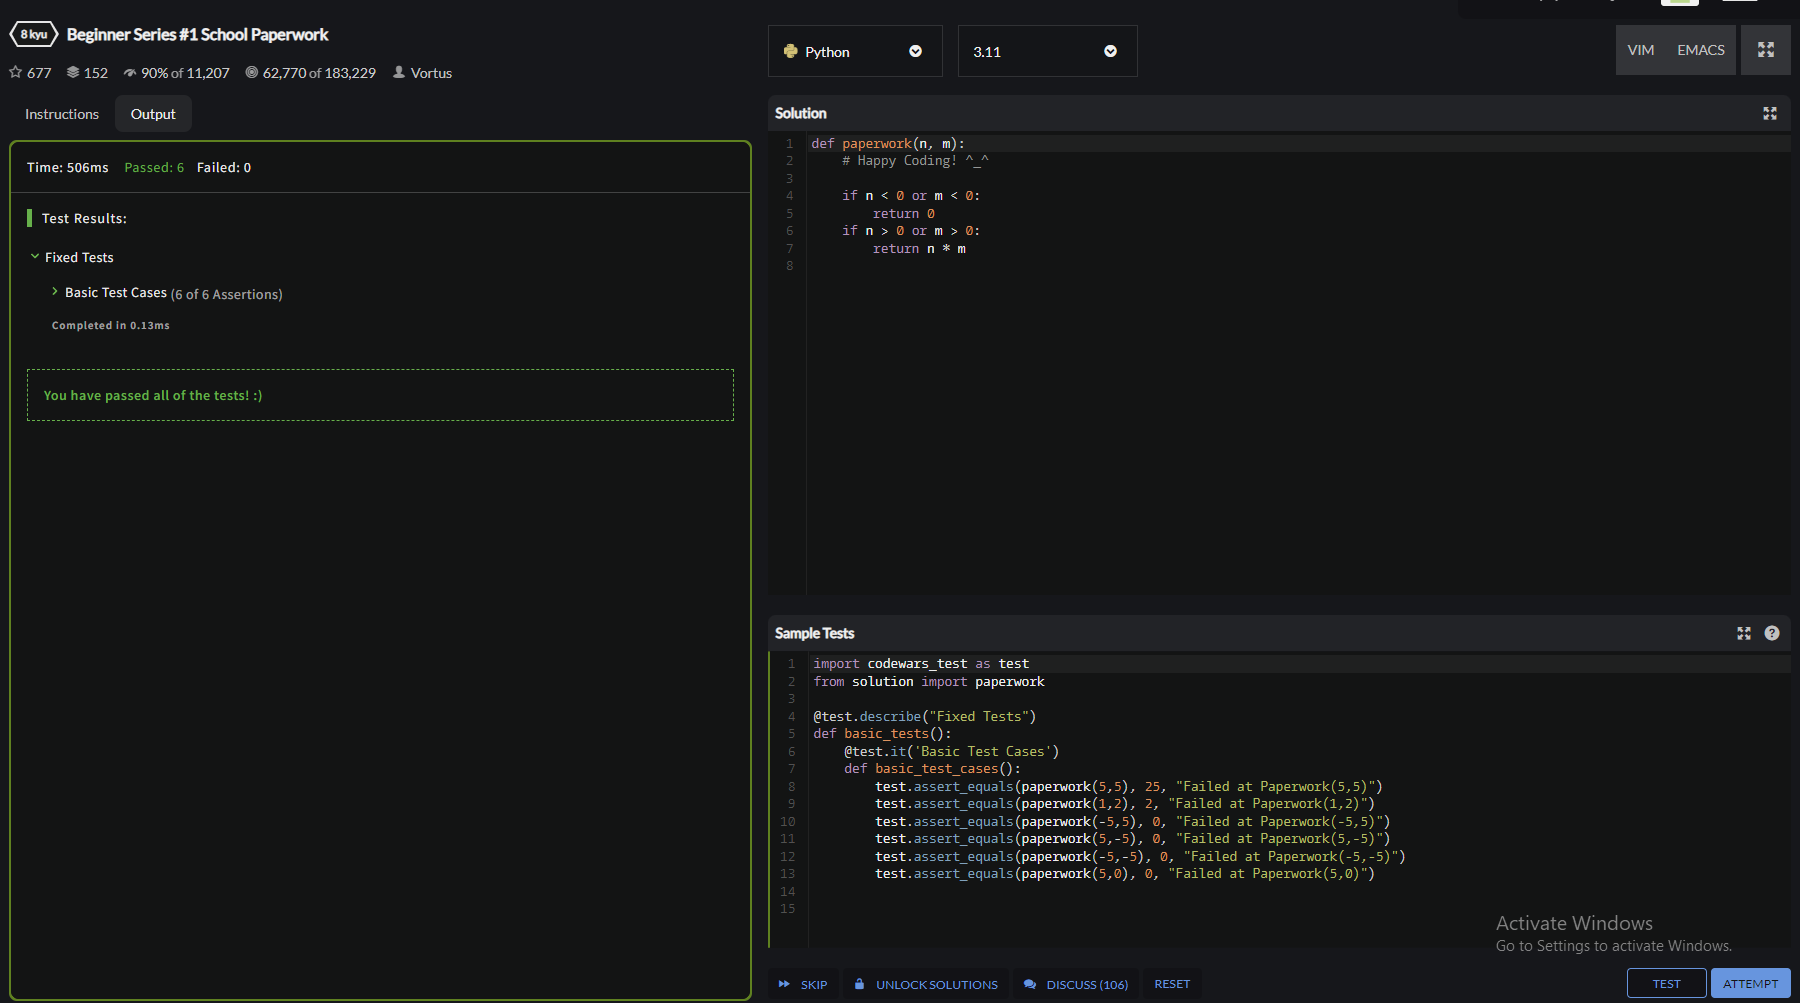 8 kyu Beginner Series #1 School Paperwork
677 152 90% of 11,207 62,770 of 183,229 Vortus
Instructions Output
Time: 506ms Passed: 6 Failed: 0
Test Results:
Fixed Tests
Basic Test Cases (6 of 6 Assertions)
Completed in 0.13ms
You have passed all of the tests! :)
Python 3.11 VIM EMACS
Solution
1 def paperwork(n, m):
2     # Happy Coding! ^_^
3
4     if n < 0 or m < 0:
5         return 0
6     if n > 0 or m > 0:
7         return n * m
8
Sample Tests ?
1 import codewars_test as test
2 from solution import paperwork
3
4 @test.describe("Fixed Tests")
5 def basic_tests():
6     @test.it('Basic Test Cases')
7     def basic_test_cases():
8         test.assert_equals(paperwork(5,5), 25, "Failed at Paperwork(5,5)")
9         test.assert_equals(paperwork(1,2), 2, "Failed at Paperwork(1,2)")
10         test.assert_equals(paperwork(-5,5), 0, "Failed at Paperwork(-5,5)")
11         test.assert_equals(paperwork(5,-5), 0, "Failed at Paperwork(5,-5)")
12         test.assert_equals(paperwork(-5,-5), 0, "Failed at Paperwork(-5,-5)")
13         test.assert_equals(paperwork(5,0), 0, "Failed at Paperwork(5,0)")
14
15
Activate Windows
Go to Settings to activate Windows.
SKIP UNLOCK SOLUTIONS DISCUSS (106) RESET TEST ATTEMPT